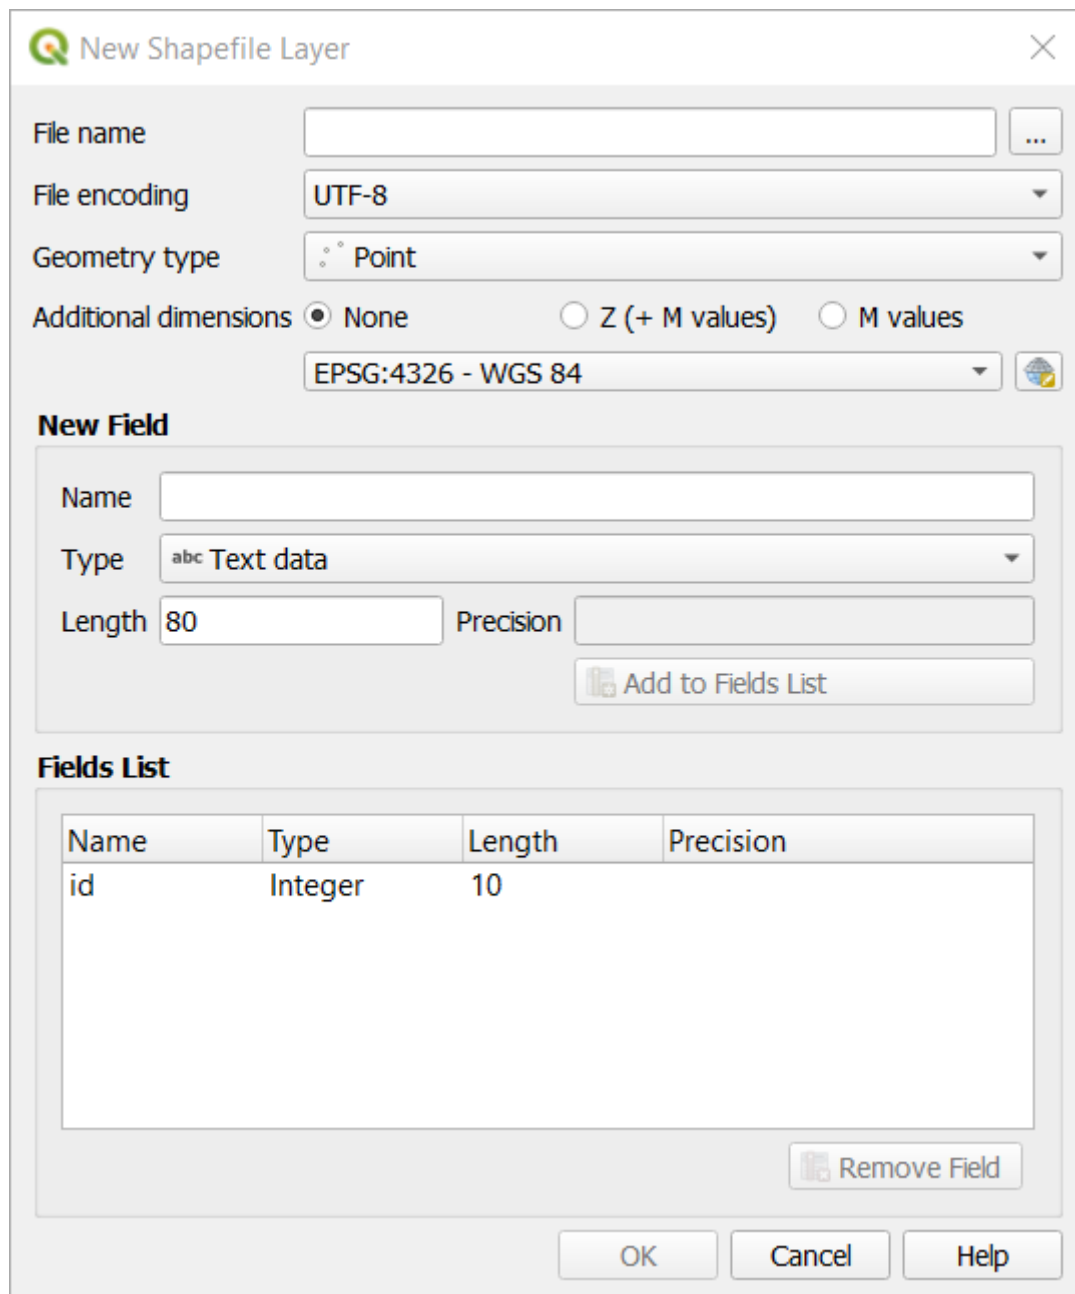 New Shapefile Layer
File name ...
File encoding UTF-8
Geometry type Point
Additional dimensions None Z (+ M values) M values
EPSG:4326 - WGS 84
New Field
Name
Type abc Text data
Length 80 Precision
Add to Fields List
Fields List
Name Type Length Precision
id Integer 10
Remove Field
OK Cancel Help